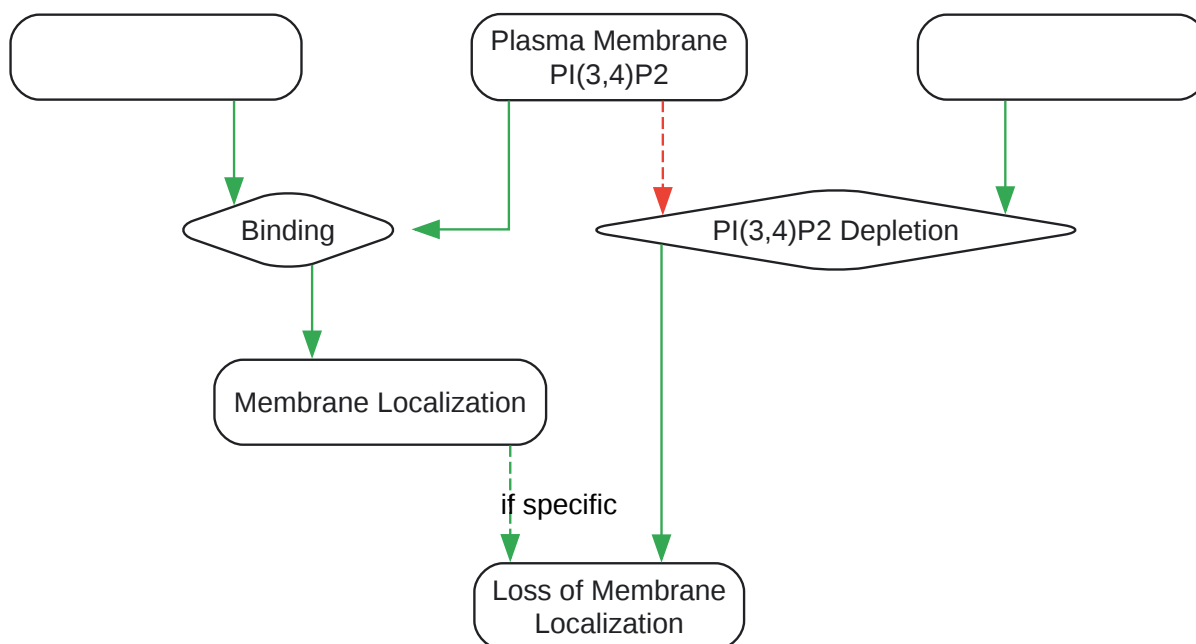 Plasma Membrane
PI(3,4)P2
Binding
PI(3,4)P2 Depletion
Membrane Localization
if specific
Loss of Membrane
Localization